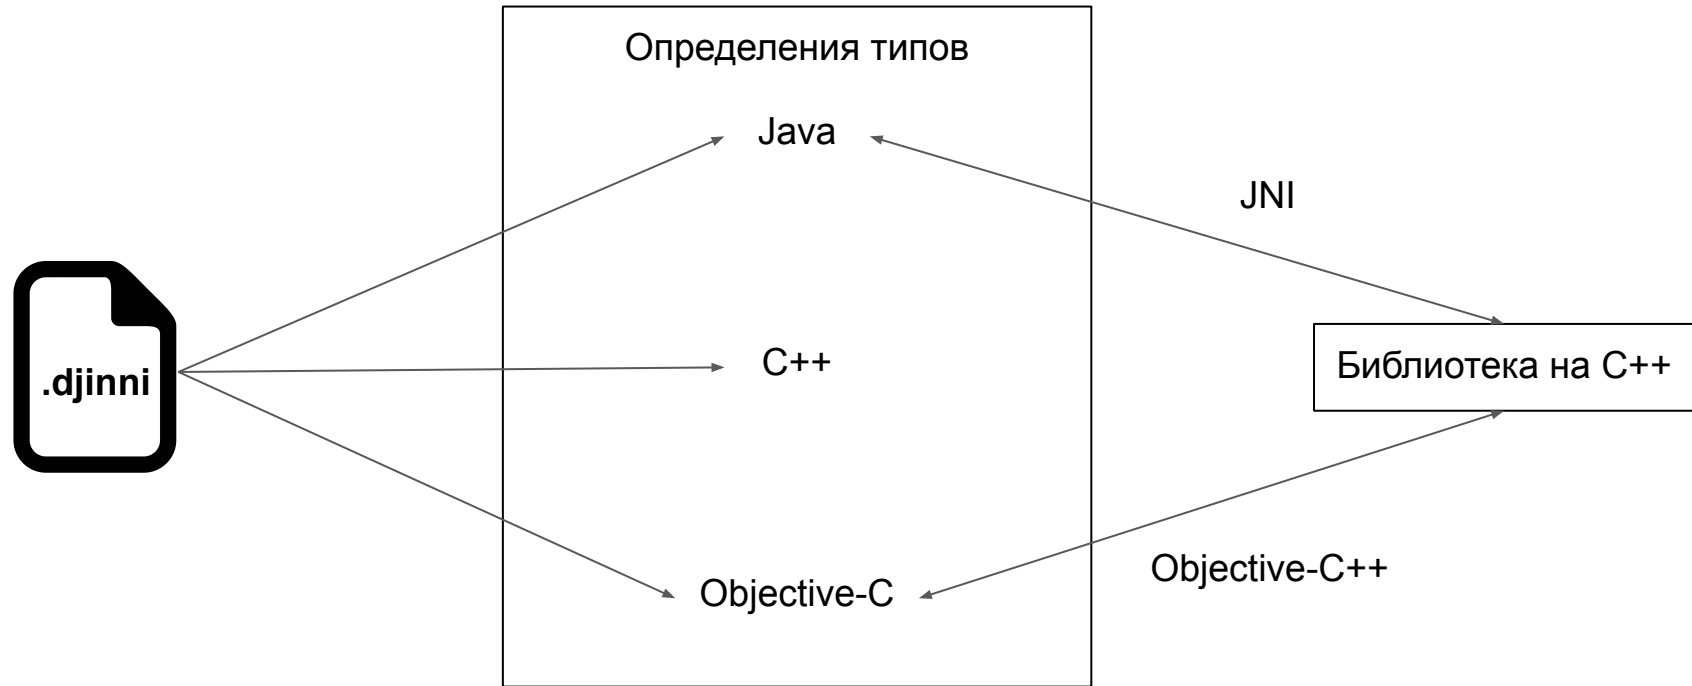 Определения типов
Java
JNI
.djinni
C++
Библиотека на C++
Objective-C++
Objective-C